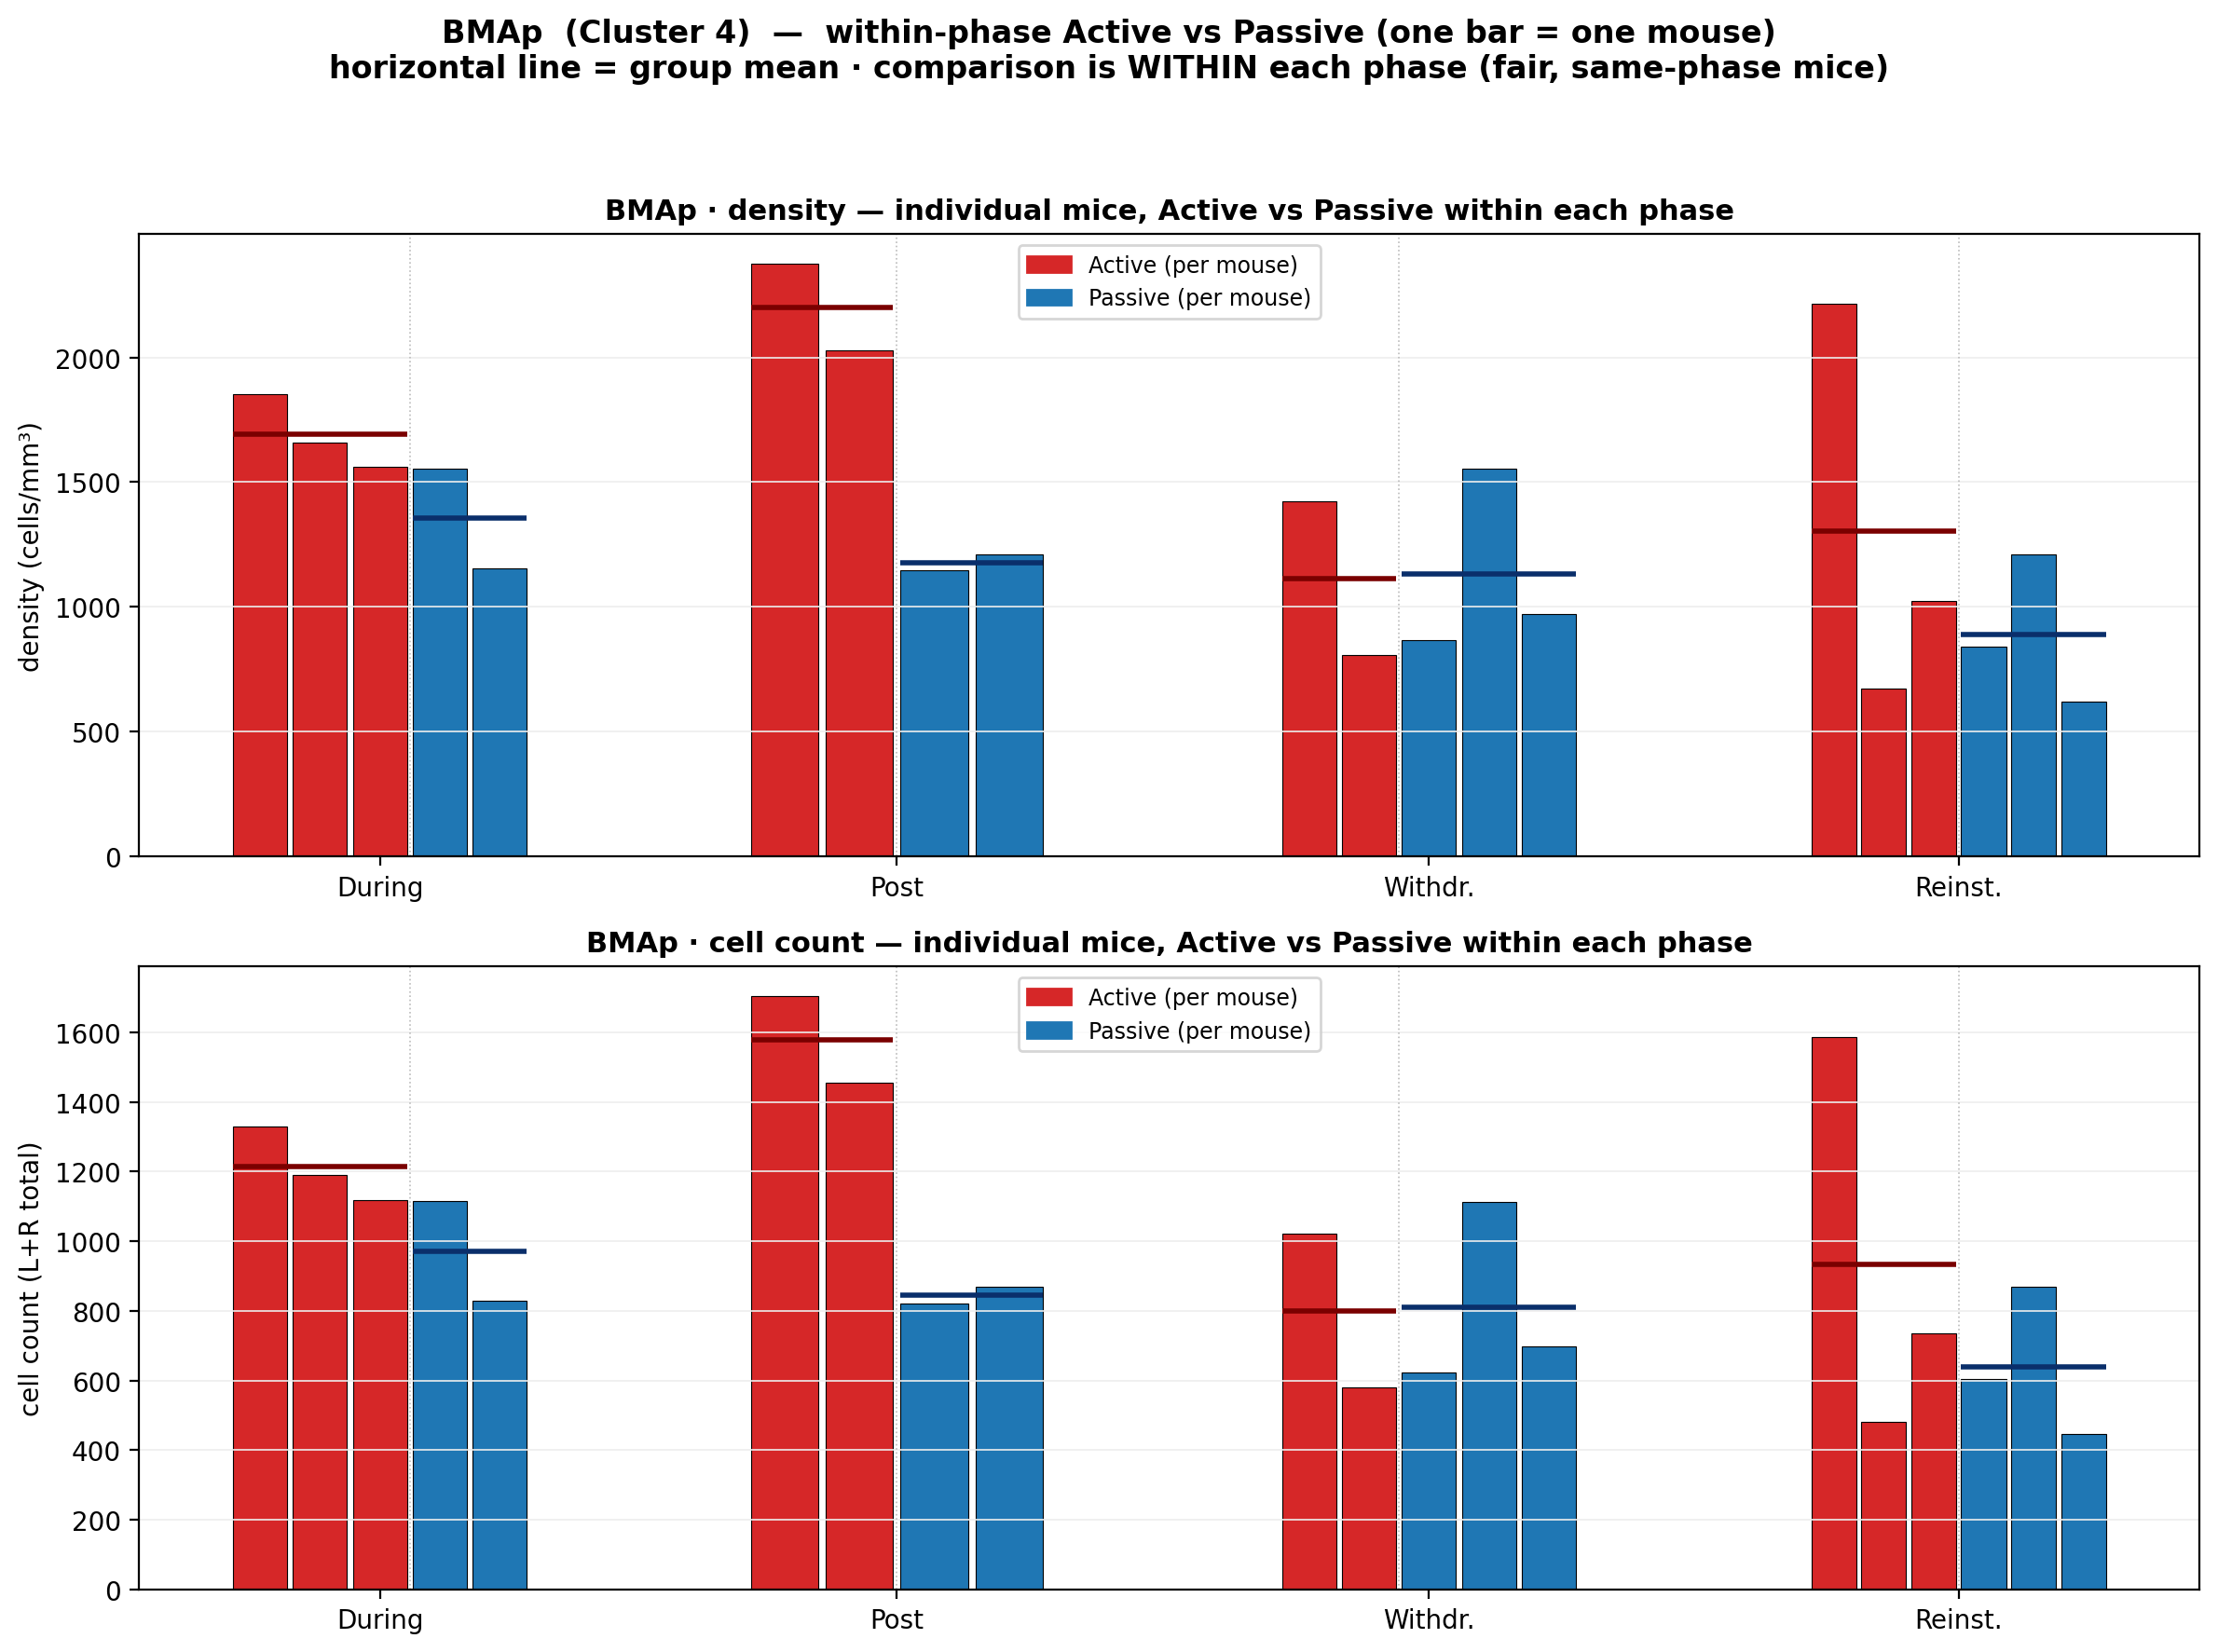 BMAp  (Cluster 4)  —  within-phase Active vs Passive (one bar = one mouse)
horizontal line = group mean · comparison is WITHIN each phase (fair, same-phase mice)
BMAp · density — individual mice, Active vs Passive within each phase
density (cells/mm³)
2000
1500
1000
500
0
Active (per mouse)
Passive (per mouse)
During
Post
Withdr.
Reinst.
BMAp · cell count — individual mice, Active vs Passive within each phase
cell count (L+R total)
1600
1400
1200
1000
800
600
400
200
0
Active (per mouse)
Passive (per mouse)
During
Post
Withdr.
Reinst.